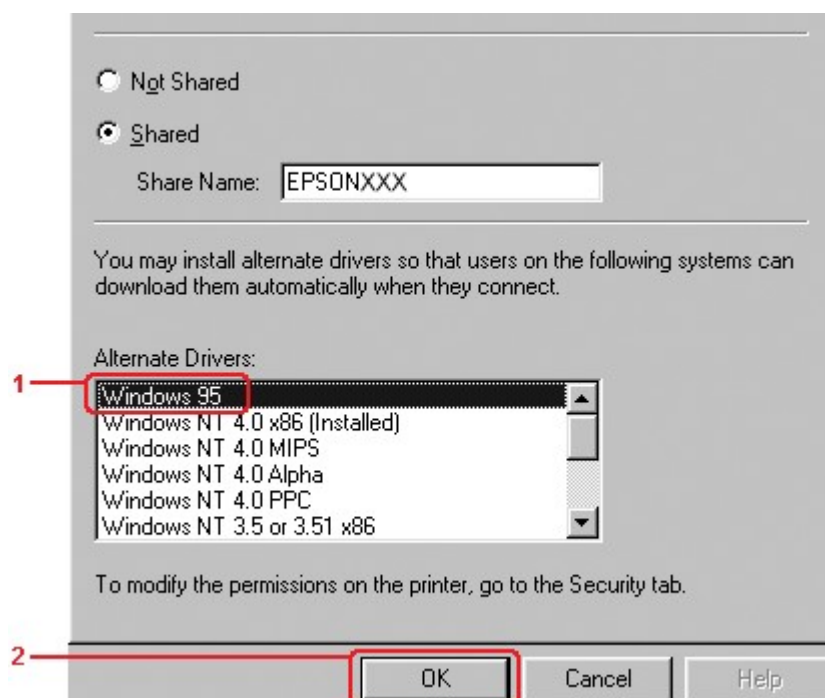 Not Shared
Shared
Share Name: EPSONXXX
You may install alternate drivers so that users on the following systems can
download them automatically when they connect.
Alternate Drivers:
1
Windows 95
Windows NT 4.0 x86 (Installed)
Windows NT 4.0 MIPS
Windows NT 4.0 Alpha
Windows NT 4.0 PPC
Windows NT 3.5 or 3.51 x86
To modify the permissions on the printer, go to the Security tab.
2
OK Cancel Help